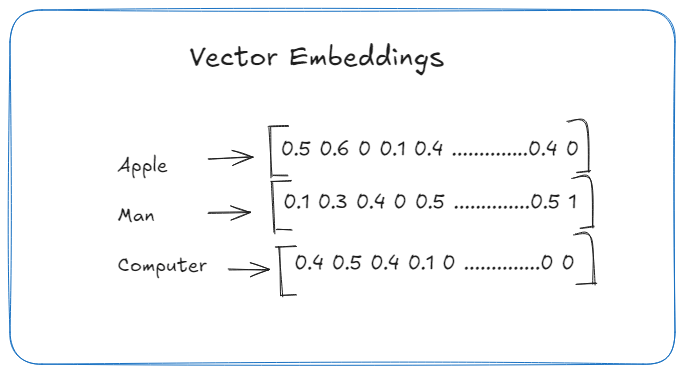 Vector Embeddings
Apple [0.5 0.6 0 0.1 0.4 ..............0.4 0]
Man [0.1 0.3 0.4 0 0.5 ..............0.5 1]
Computer [0.4 0.5 0.4 0.1 0 ..............0 0]